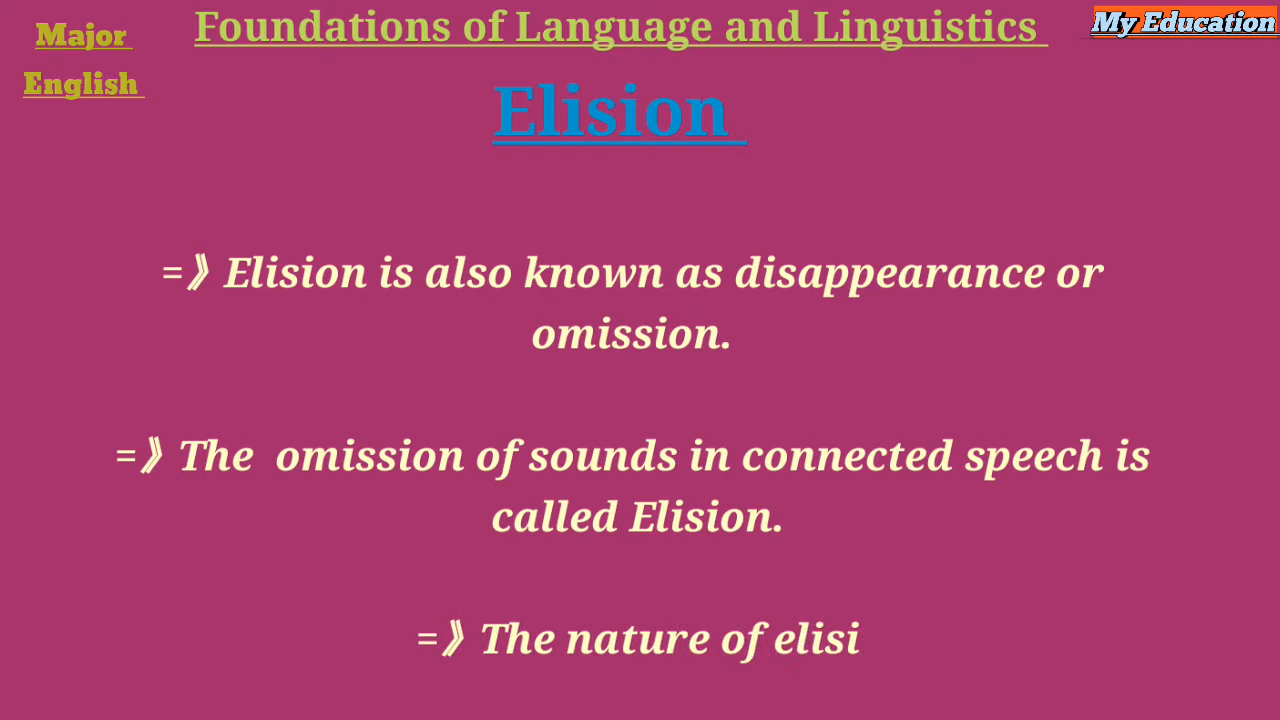 Major
English
Foundations of Language and Linguistics
My Education
Elision
=》Elision is also known as disappearance or
omission.
=》The omission of sounds in connected speech is
called Elision.
=》The nature of elisi